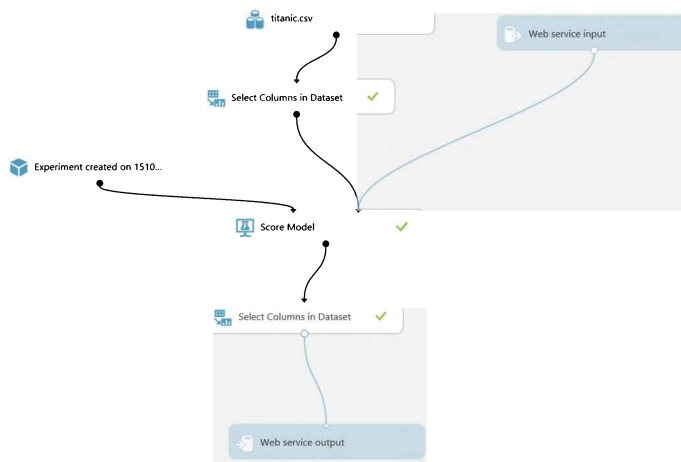 titanic.csv
Web service input
Select Columns in Dataset
Experiment created on 1510...
Score Model
Select Columns in Dataset
Web service output